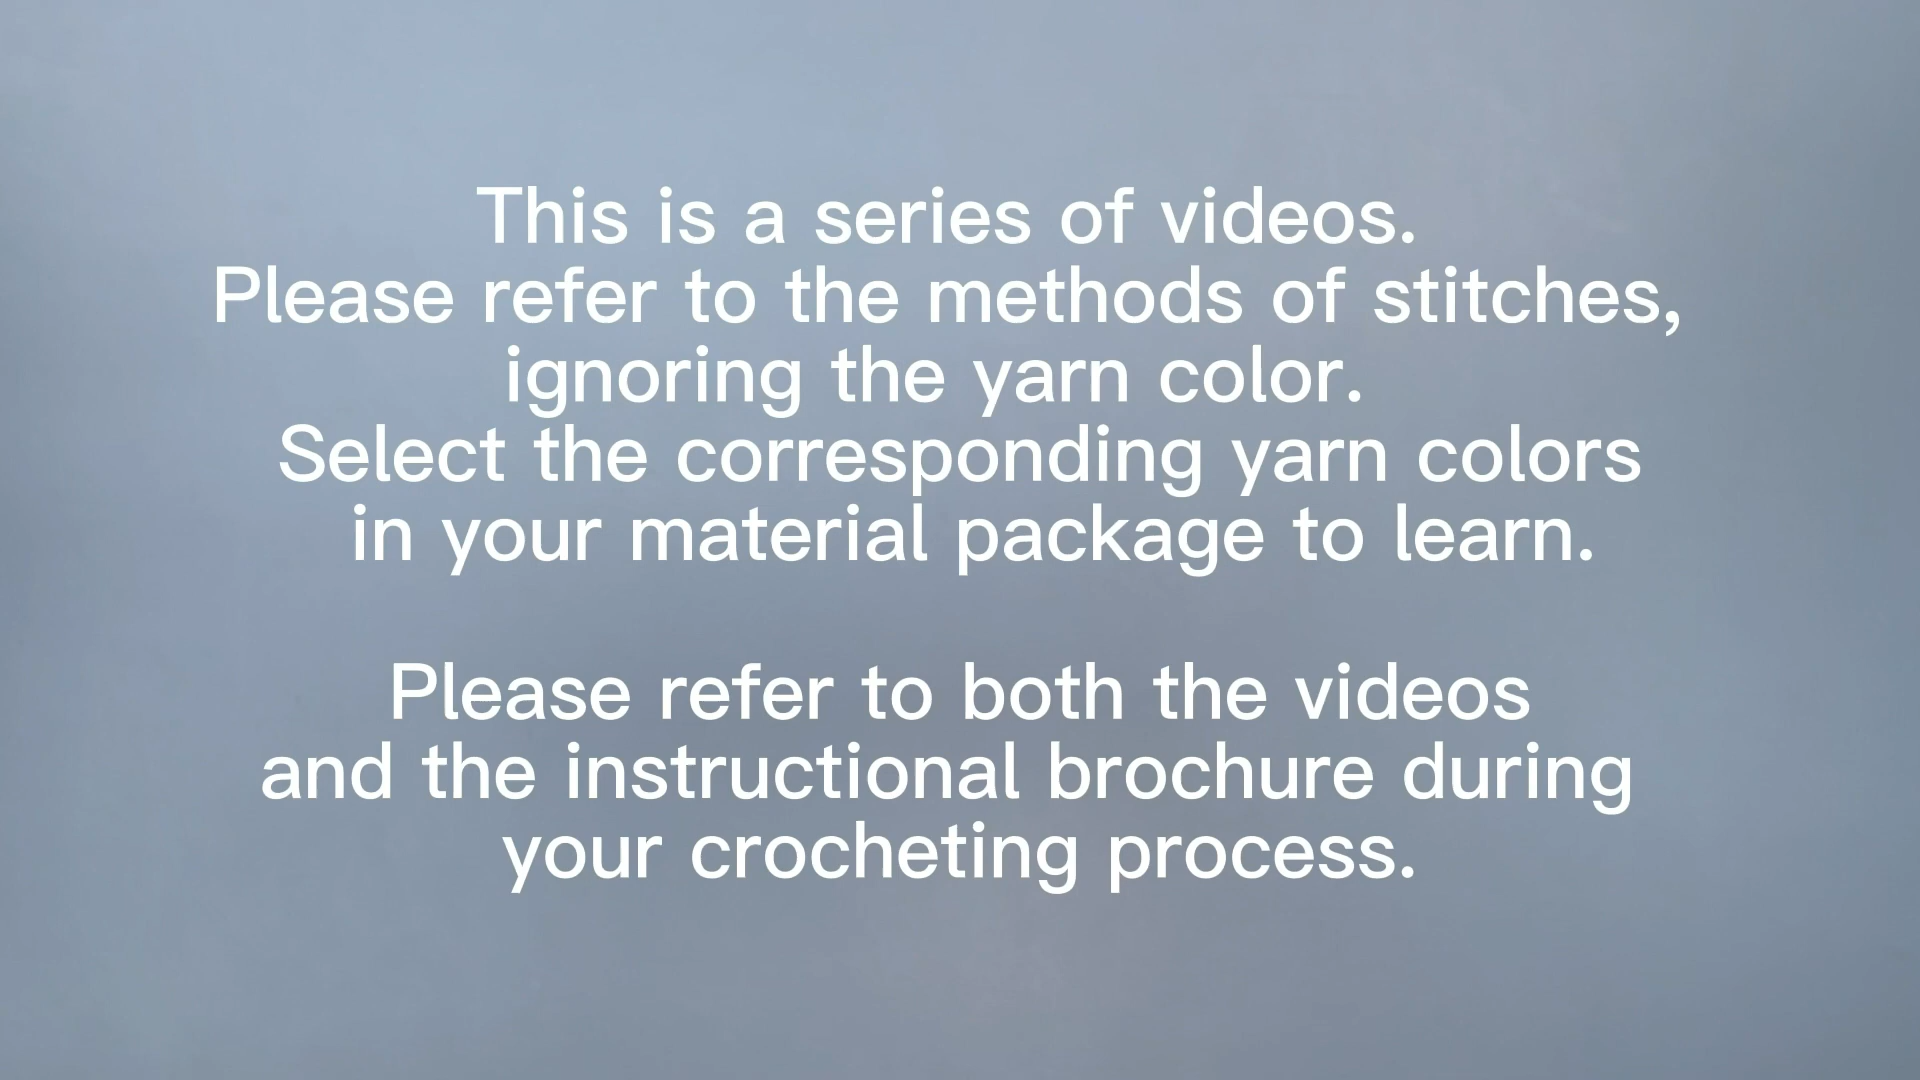 This is a series of videos.
Please refer to the methods of stitches,
ignoring the yarn color.
Select the corresponding yarn colors
in your material package to learn.
Please refer to both the videos
and the instructional brochure during
your crocheting process.